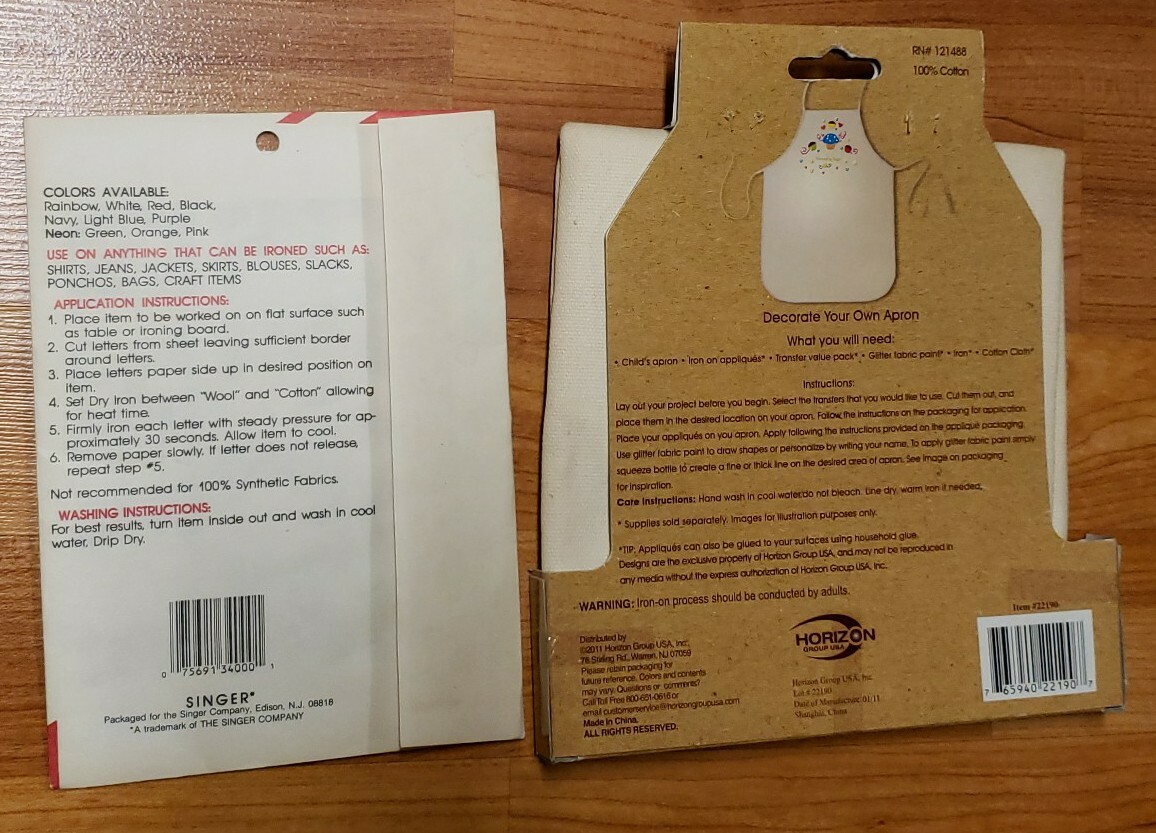 COLORS AVAILABLE:
Rainbow, White, Red, Black,
Navy, Light Blue, Purple
Neon: Green, Orange, Pink
USE ON ANYTHING THAT CAN BE IRONED SUCH AS:
SHIRTS, JEANS, JACKETS, SKIRTS, BLOUSES, SLACKS,
PONCHOS, BAGS, CRAFT ITEMS
APPLICATION INSTRUCTIONS:
1. Place item to be worked on on flat surface such
as table or ironing board.
2. Cut letters from sheet leaving sufficient border
around letters.
3. Place letters paper side up in desired position on
item.
4. Set Dry Iron between "Wool" and "Cotton" allowing
for heat time.
5. Firmly iron each letter with steady pressure for ap-
proximately 30 seconds. Allow item to cool.
6. Remove paper slowly. If letter does not release,
repeat step #5.
Not recommended for 100% Synthetic Fabrics.
WASHING INSTRUCTIONS:
For best results, turn item inside out and wash in cool
water, Drip Dry.
0 75691 34000 1
SINGER*
Packaged for the Singer Company, Edison, N.J. 08818
*A trademark of THE SINGER COMPANY
RN# 121488
100% Cotton
Decorate Your Own Apron
What you will need:
• Child's apron • Iron on appliqués* • Transfer value pack* • Glitter fabric paint* • Iron* • Cotton Cloth*
Instructions:
Lay out your project before you begin. Select the transfers that you would like to use. Cut them out, and
place them in the desired location on your apron. Follow the instructions on the packaging for application.
Place your appliqués on you apron. Apply following the instructions provided on the applique packaging.
Use glitter fabric paint to draw shapes or personalize by writing your name. To apply glitter fabric paint simply
squeeze bottle to create a fine or thick line on the desired area of apron. See image on packaging
for inspiration.
Care Instructions: Hand wash in cool water,do not bleach. Line dry, warm iron if needed.
* Supplies sold separately. Images for illustration purposes only.
*TIP: Appliqués can also be glued to your surfaces using household glue.
Designs are the exclusive property of Horizon Group USA, and may not be reproduced in
any media without the express authorization of Horizon Group USA, Inc.
WARNING: Iron-on process should be conducted by adults.
Distributed by
©2011 Horizon Group USA, Inc.,
76 Stirling Rd., Warren, NJ 07059
Please retain packaging for
future reference. Colors and contents
may vary. Questions or comments?
Call Toll Free 800-651-0616 or
email customerservice@horizongroupusa.com
Made in China.
ALL RIGHTS RESERVED.
HORIZON
GROUP USA
Horizon Group USA, Inc.
Lot # 22190
Date of Manufacture 01/11
Shanghai, China
Item #22190
7 65940 22190 7